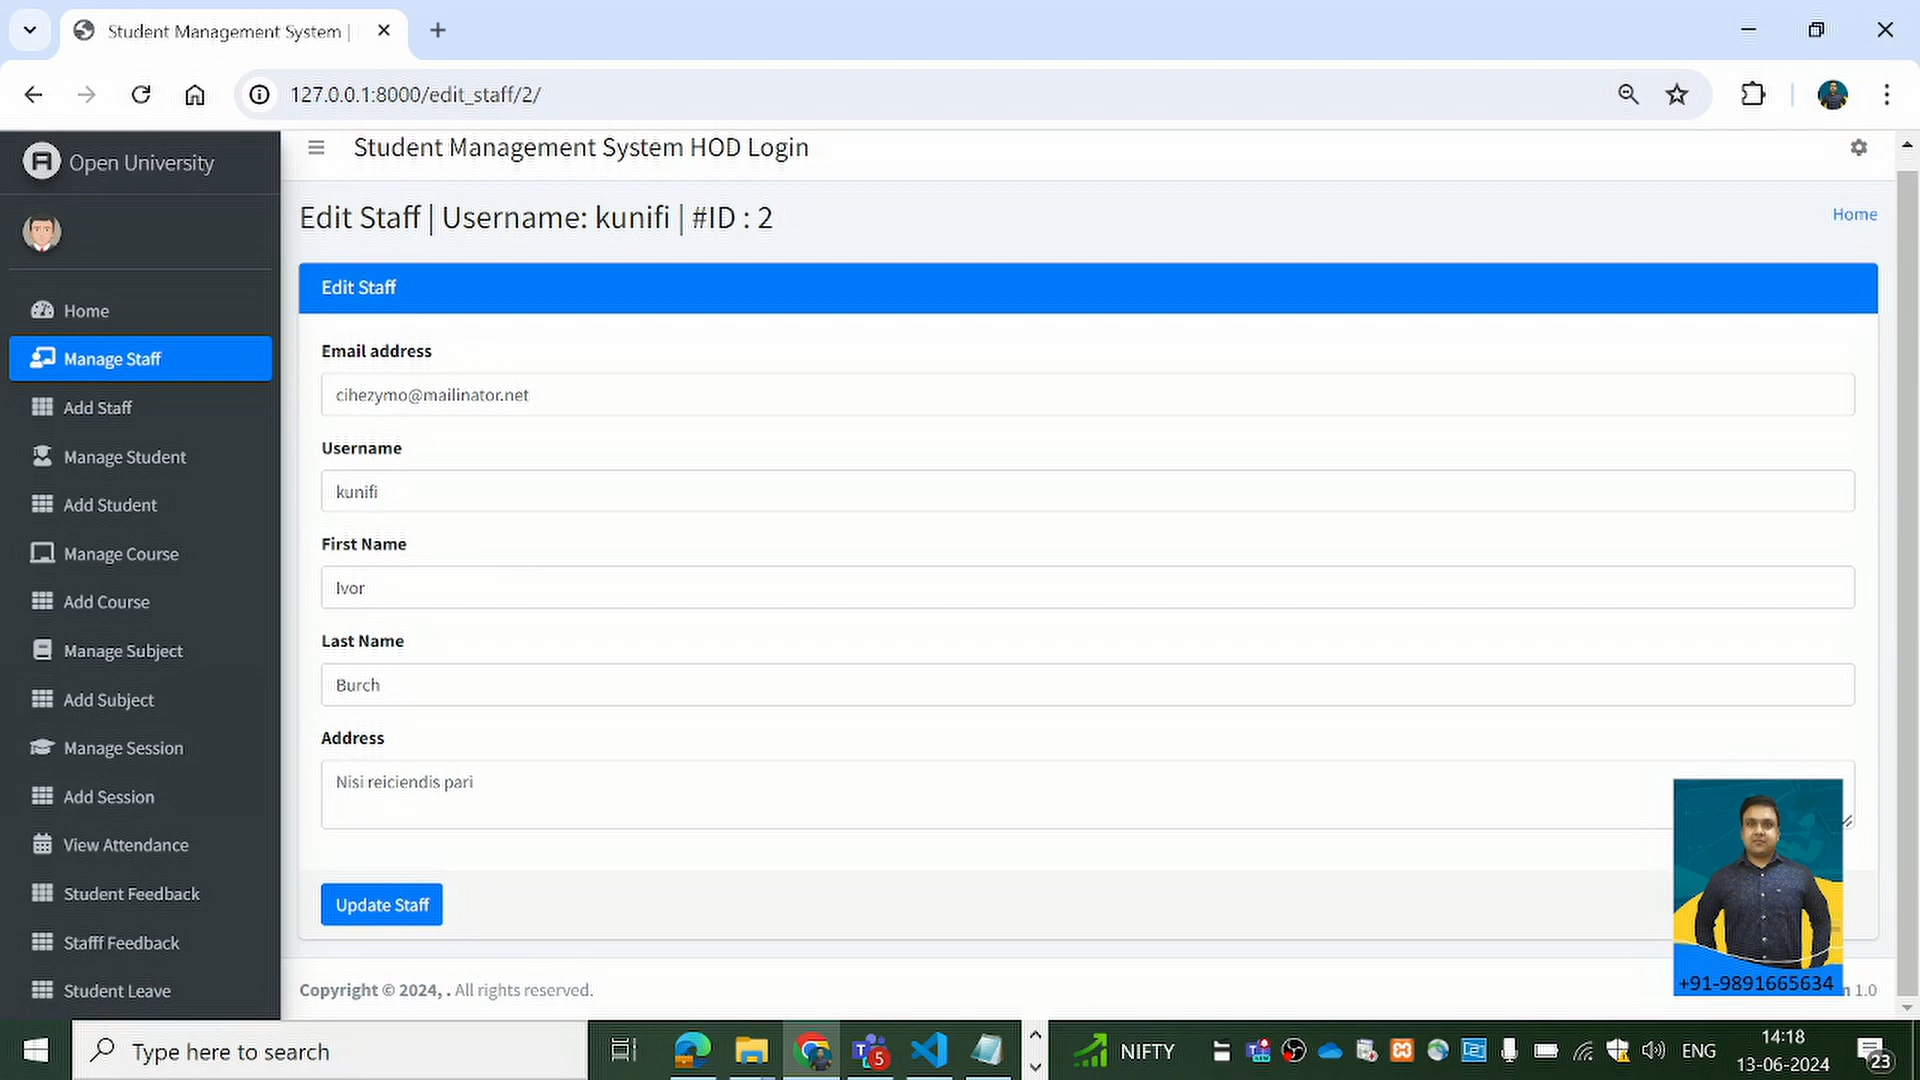 Student Management System |
127.0.0.1:8000/edit_staff/2/
Open University
Student Management System HOD Login
Edit Staff | Username: kunifi | #ID : 2
Home
Home
Manage Staff
Add Staff
Manage Student
Add Student
Manage Course
Add Course
Manage Subject
Add Subject
Manage Session
Add Session
View Attendance
Student Feedback
Stafff Feedback
Student Leave
Edit Staff
Email address
cihezymo@mailinator.net
Username
kunifi
First Name
Ivor
Last Name
Burch
Address
Nisi reiciendis pari
Update Staff
+91-9891665634
Copyright © 2024, . All rights reserved.
1.0
Type here to search
5
NIFTY
ENG
14:18
13-06-2024
23